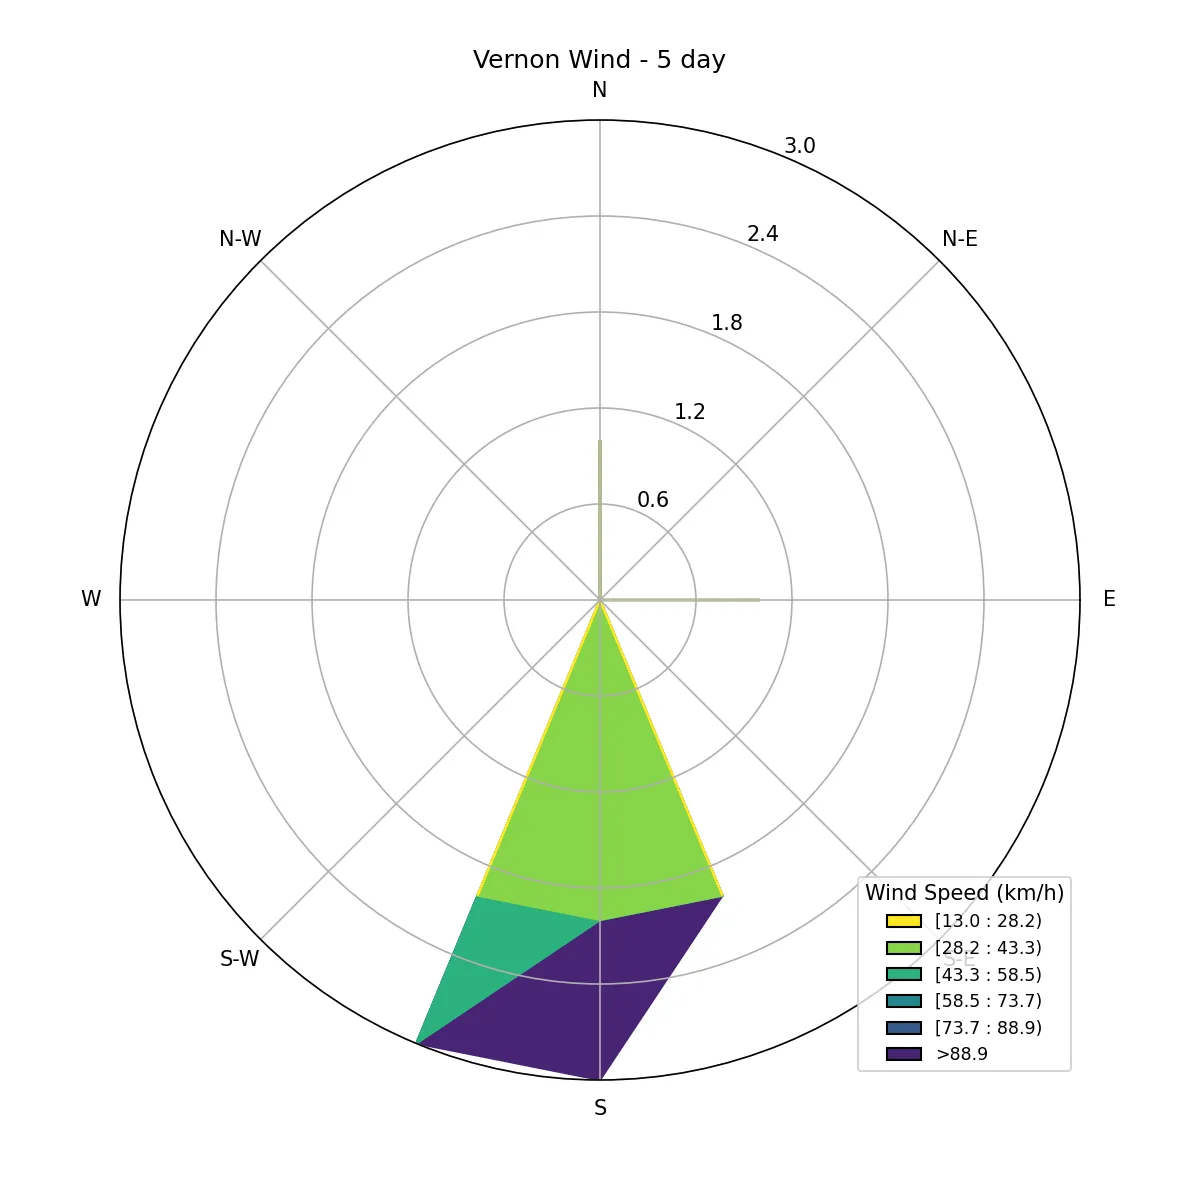 Vernon Wind - 5 day
N
3.0
N-W
N-E
2.4
1.8
1.2
0.6
W
E
Wind Speed (km/h)
[13.0 : 28.2)
[28.2 : 43.3)
S-W
S-E
[43.3 : 58.5)
[58.5 : 73.7)
[73.7 : 88.9)
>88.9
S